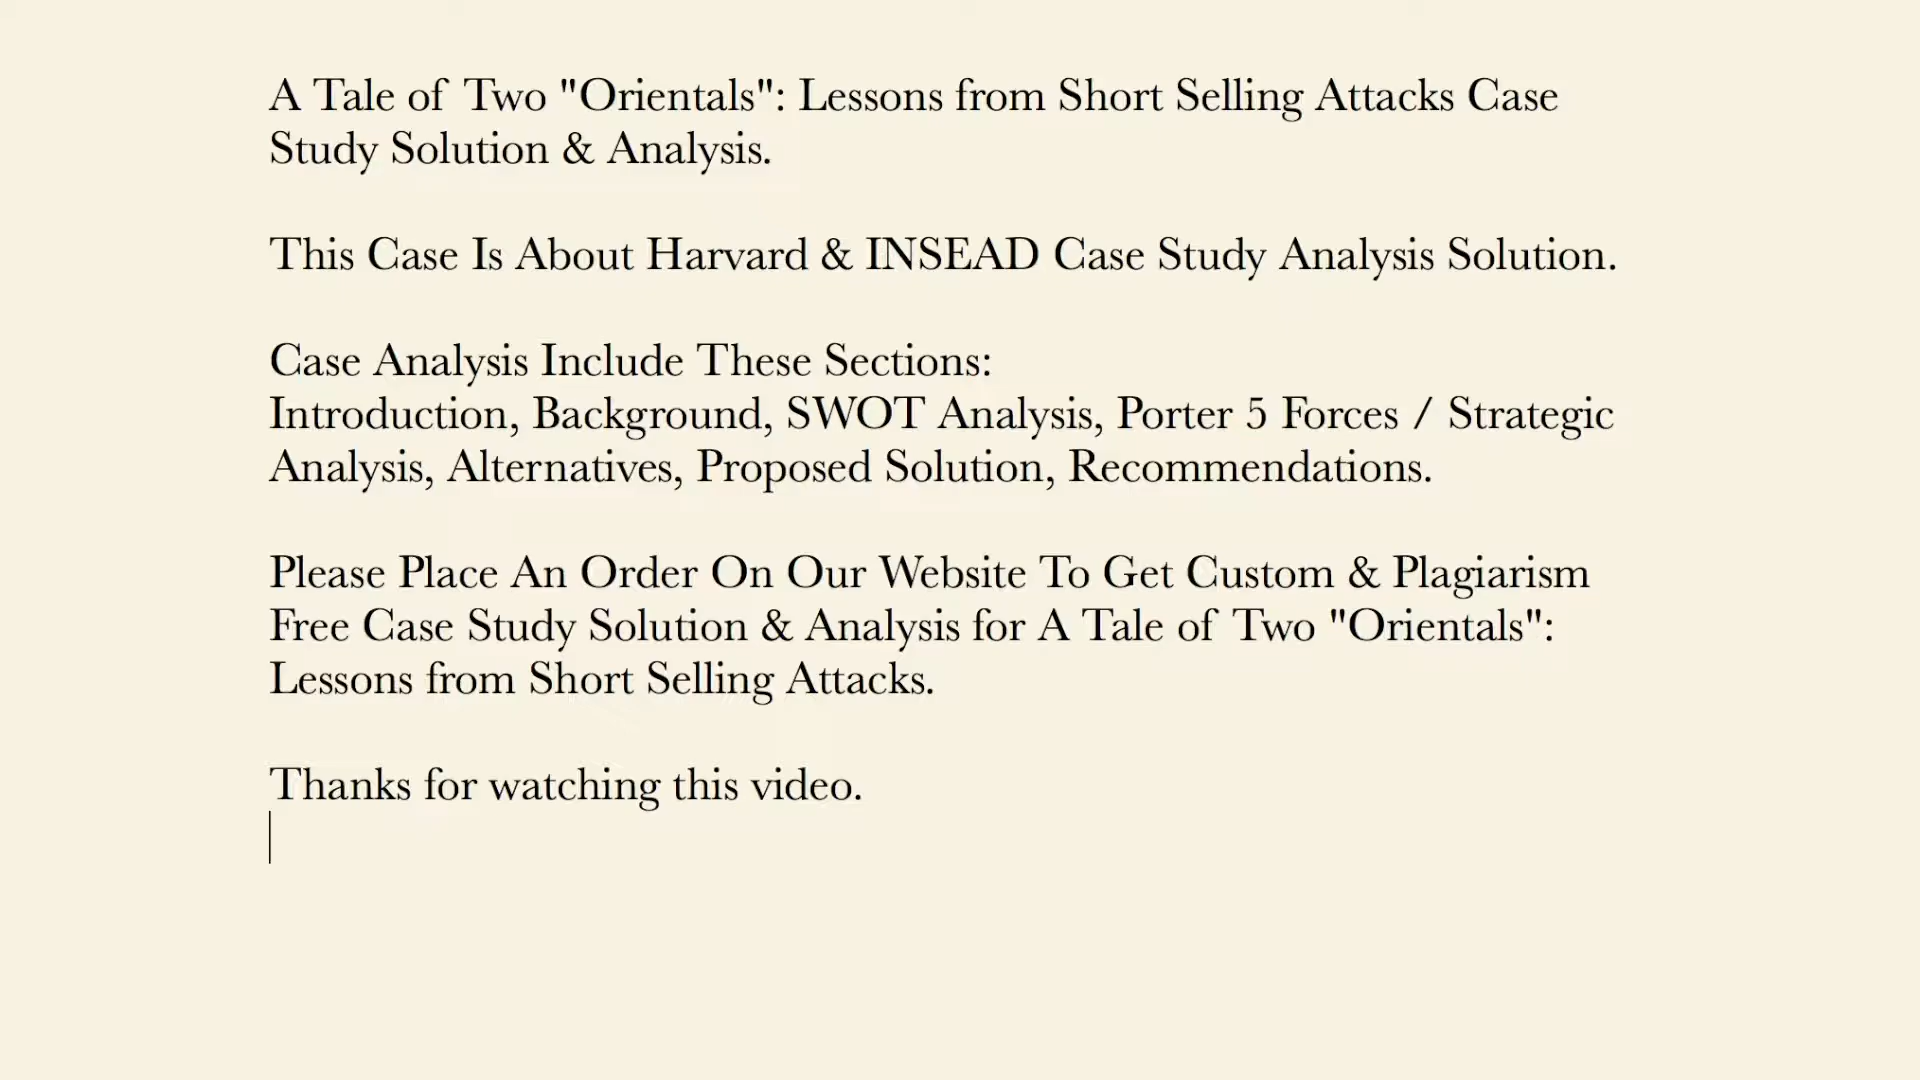 A Tale of Two "Orientals": Lessons from Short Selling Attacks Case
Study Solution & Analysis.
This Case Is About Harvard & INSEAD Case Study Analysis Solution.
Case Analysis Include These Sections:
Introduction, Background, SWOT Analysis, Porter 5 Forces / Strategic
Analysis, Alternatives, Proposed Solution, Recommendations.
Please Place An Order On Our Website To Get Custom & Plagiarism
Free Case Study Solution & Analysis for A Tale of Two "Orientals":
Lessons from Short Selling Attacks.
Thanks for watching this video.